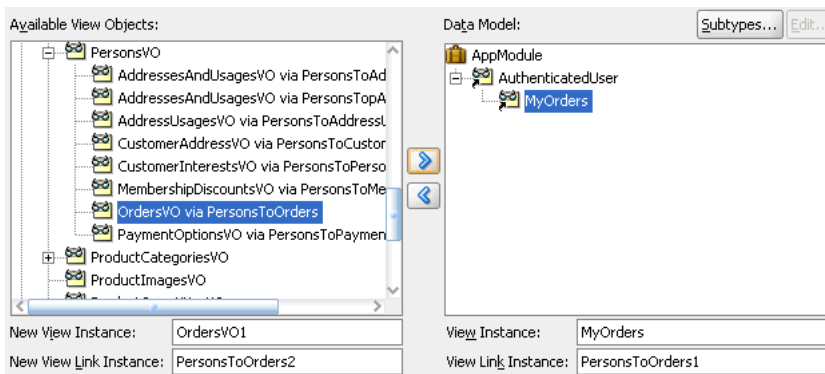 Available View Objects:
PersonsVO
AddressesAndUsagesVO via PersonsToAd
AddressesAndUsagesVO via PersonsTopA
AddressUsagesVO via PersonsToAddressU
CustomerAddressVO via PersonsToCustor
CustomerInterestsVO via PersonsToPerso
MembershipDiscountsVO via PersonsToMe
OrdersVO via PersonsToOrders
PaymentOptionsVO via PersonsToPaymen
ProductCategoriesVO
ProductImagesVO
New View Instance: OrdersVO1
New View Link Instance: PersonsToOrders2
Data Model:
Subtypes...
Edit..
AppModule
AuthenticatedUser
MyOrders
View Instance: MyOrders
View Link Instance: PersonsToOrders1